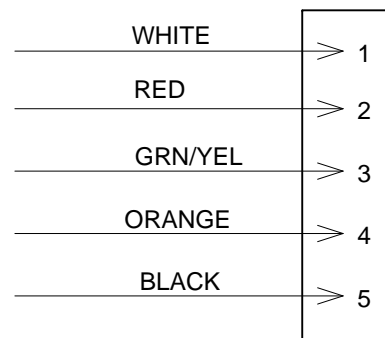 WHITE 1
RED 2
GRN/YEL 3
ORANGE 4
BLACK 5